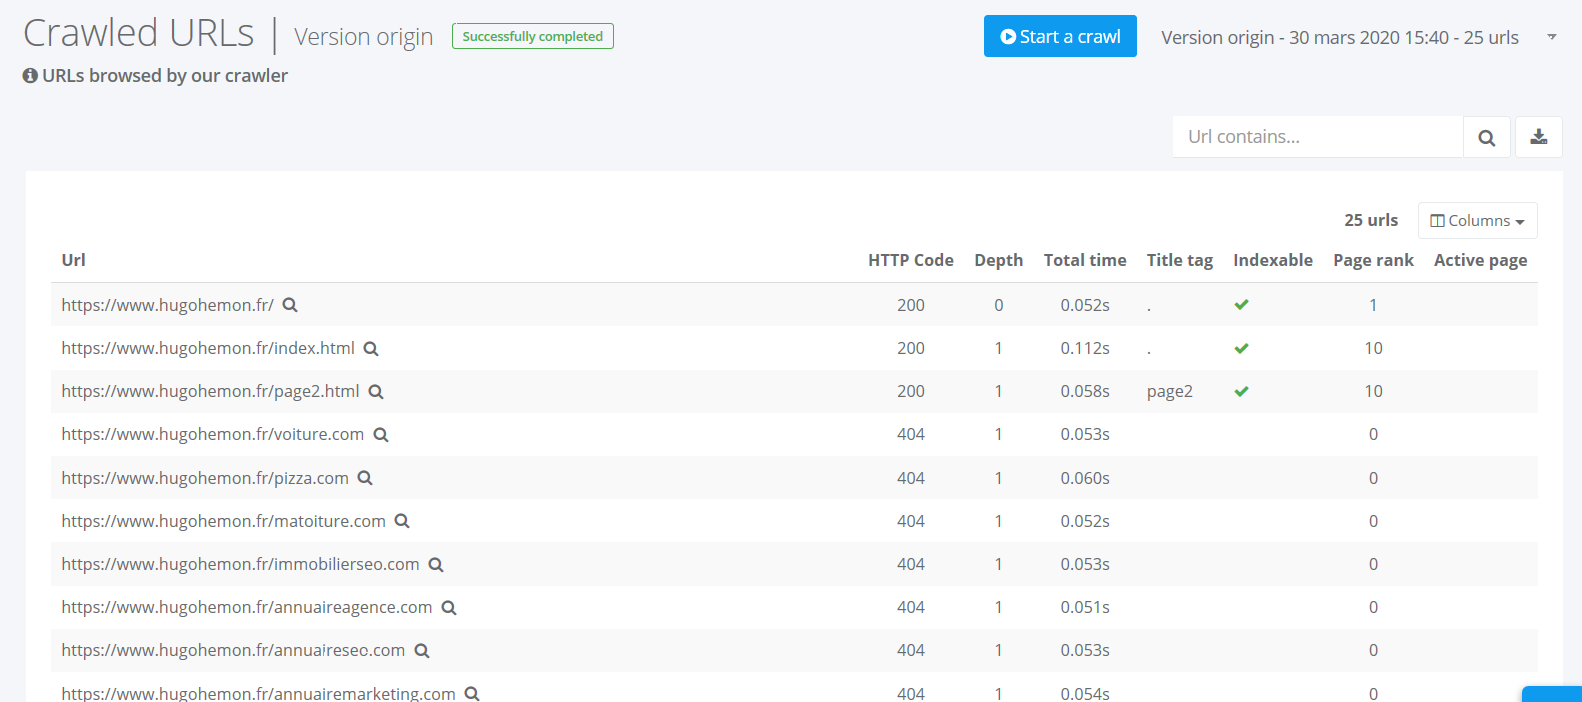 Crawled URLs | Version origin Successfully completed Start a crawl Version origin - 30 mars 2020 15:40 - 25 urls
URLs browsed by our crawler
Url contains...
25 urls Columns
Url HTTP Code Depth Total time Title tag Indexable Page rank Active page
https://www.hugohemon.fr/ 200 0 0.052s . 1
https://www.hugohemon.fr/index.html 200 1 0.112s . 10
https://www.hugohemon.fr/page2.html 200 1 0.058s page2 10
https://www.hugohemon.fr/voiture.com 404 1 0.053s 0
https://www.hugohemon.fr/pizza.com 404 1 0.060s 0
https://www.hugohemon.fr/matoiture.com 404 1 0.052s 0
https://www.hugohemon.fr/immobilierseo.com 404 1 0.053s 0
https://www.hugohemon.fr/annuaireagence.com 404 1 0.051s 0
https://www.hugohemon.fr/annuaireseo.com 404 1 0.053s 0
https://www.hugohemon.fr/annuairemarketing.com 404 1 0.054s 0